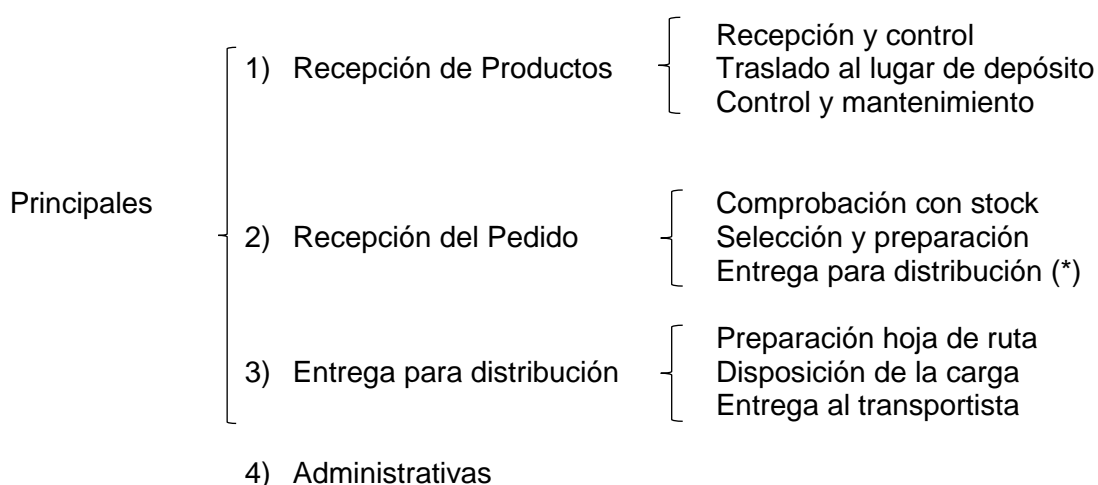 Principales
1) Recepción de Productos
Recepción y control
Traslado al lugar de depósito
Control y mantenimiento
2) Recepción del Pedido
Comprobación con stock
Selección y preparación
Entrega para distribución (*)
3) Entrega para distribución
Preparación hoja de ruta
Disposición de la carga
Entrega al transportista
4) Administrativas